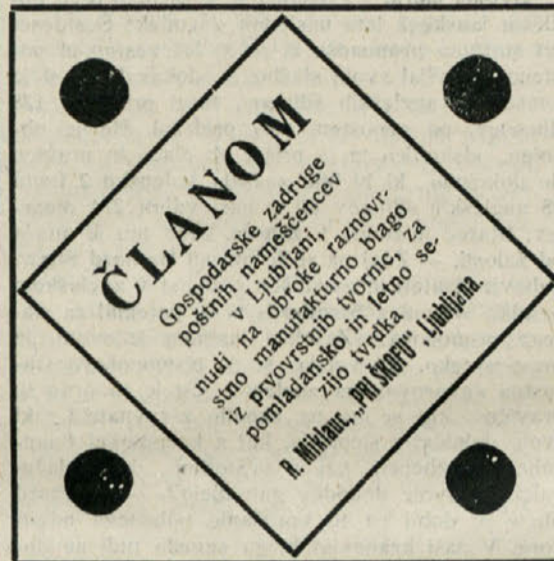 ČLANOM
Gospodarske zadruge
poštnih nameščencev
v Ljubljani,
nudi na obroke raznovr-
stno manufakturno blago
iz prvovrstnih tvornic, za
pomladansko in letno se-
zijo tvrdka
R. Miklauc, „PRI ŠKOFU“ Ljubljana